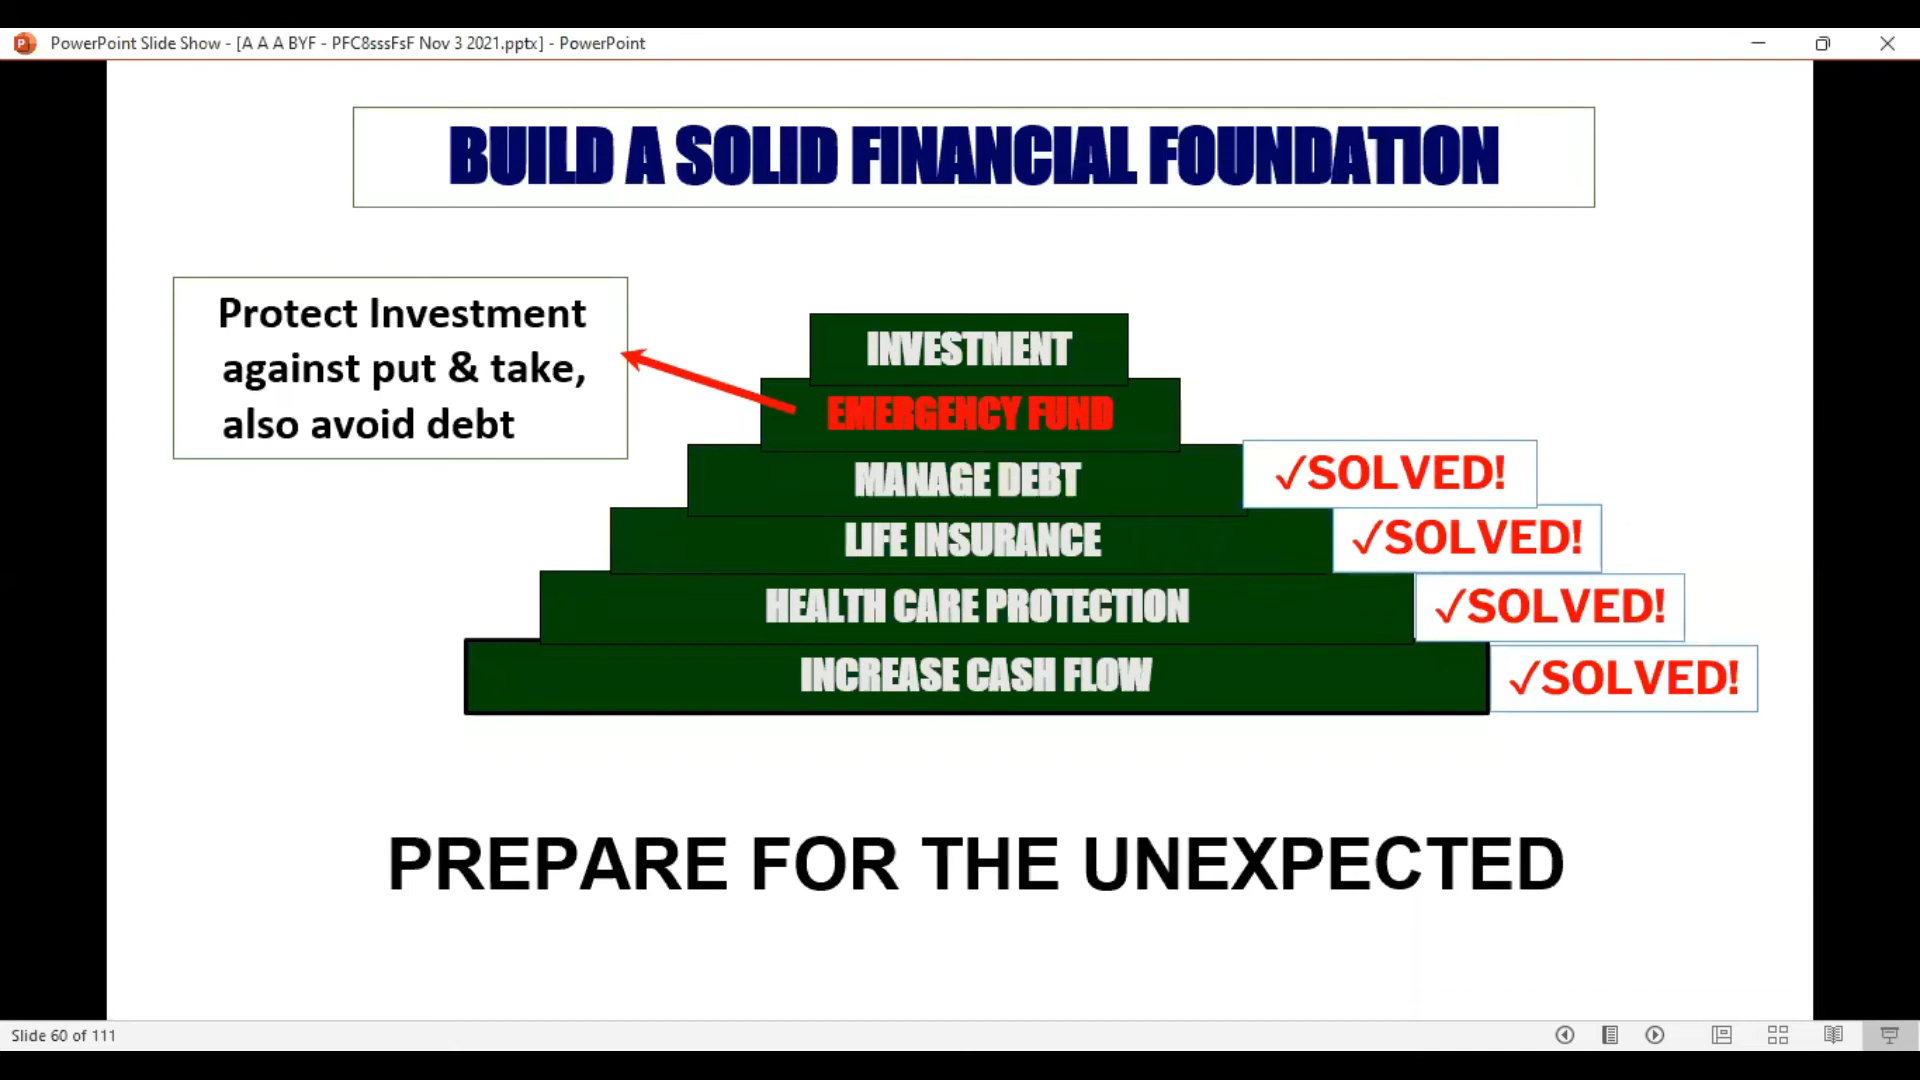 PowerPoint Slide Show - [A A A BYF - PFC8sssFsF Nov 3 2021.pptx] - PowerPoint
BUILD A SOLID FINANCIAL FOUNDATION
Protect Investment
against put & take,
also avoid debt
INVESTMENT
EMERGENCY FUND
MANAGE DEBT
✓SOLVED!
LIFE INSURANCE
✓SOLVED!
HEALTH CARE PROTECTION
✓SOLVED!
INCREASE CASH FLOW
✓SOLVED!
PREPARE FOR THE UNEXPECTED
Slide 60 of 111